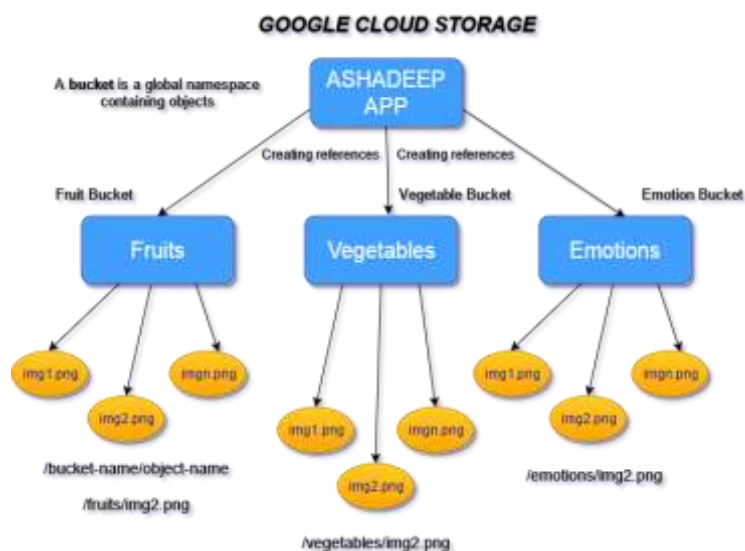 GOOGLE CLOUD STORAGE
A bucket is a global namespace
containing objects
ASHADEEP
APP
Creating references
Creating references
Fruit Bucket
Vegetable Bucket
Emotion Bucket
Fruits
Vegetables
Emotions
img1.png
img2.png
imgn.png
img1.png
img2.png
imgn.png
img1.png
img2.png
imgn.png
/bucket-name/object-name
/fruits/img2.png
/vegetables/img2.png
/emotions/img2.png